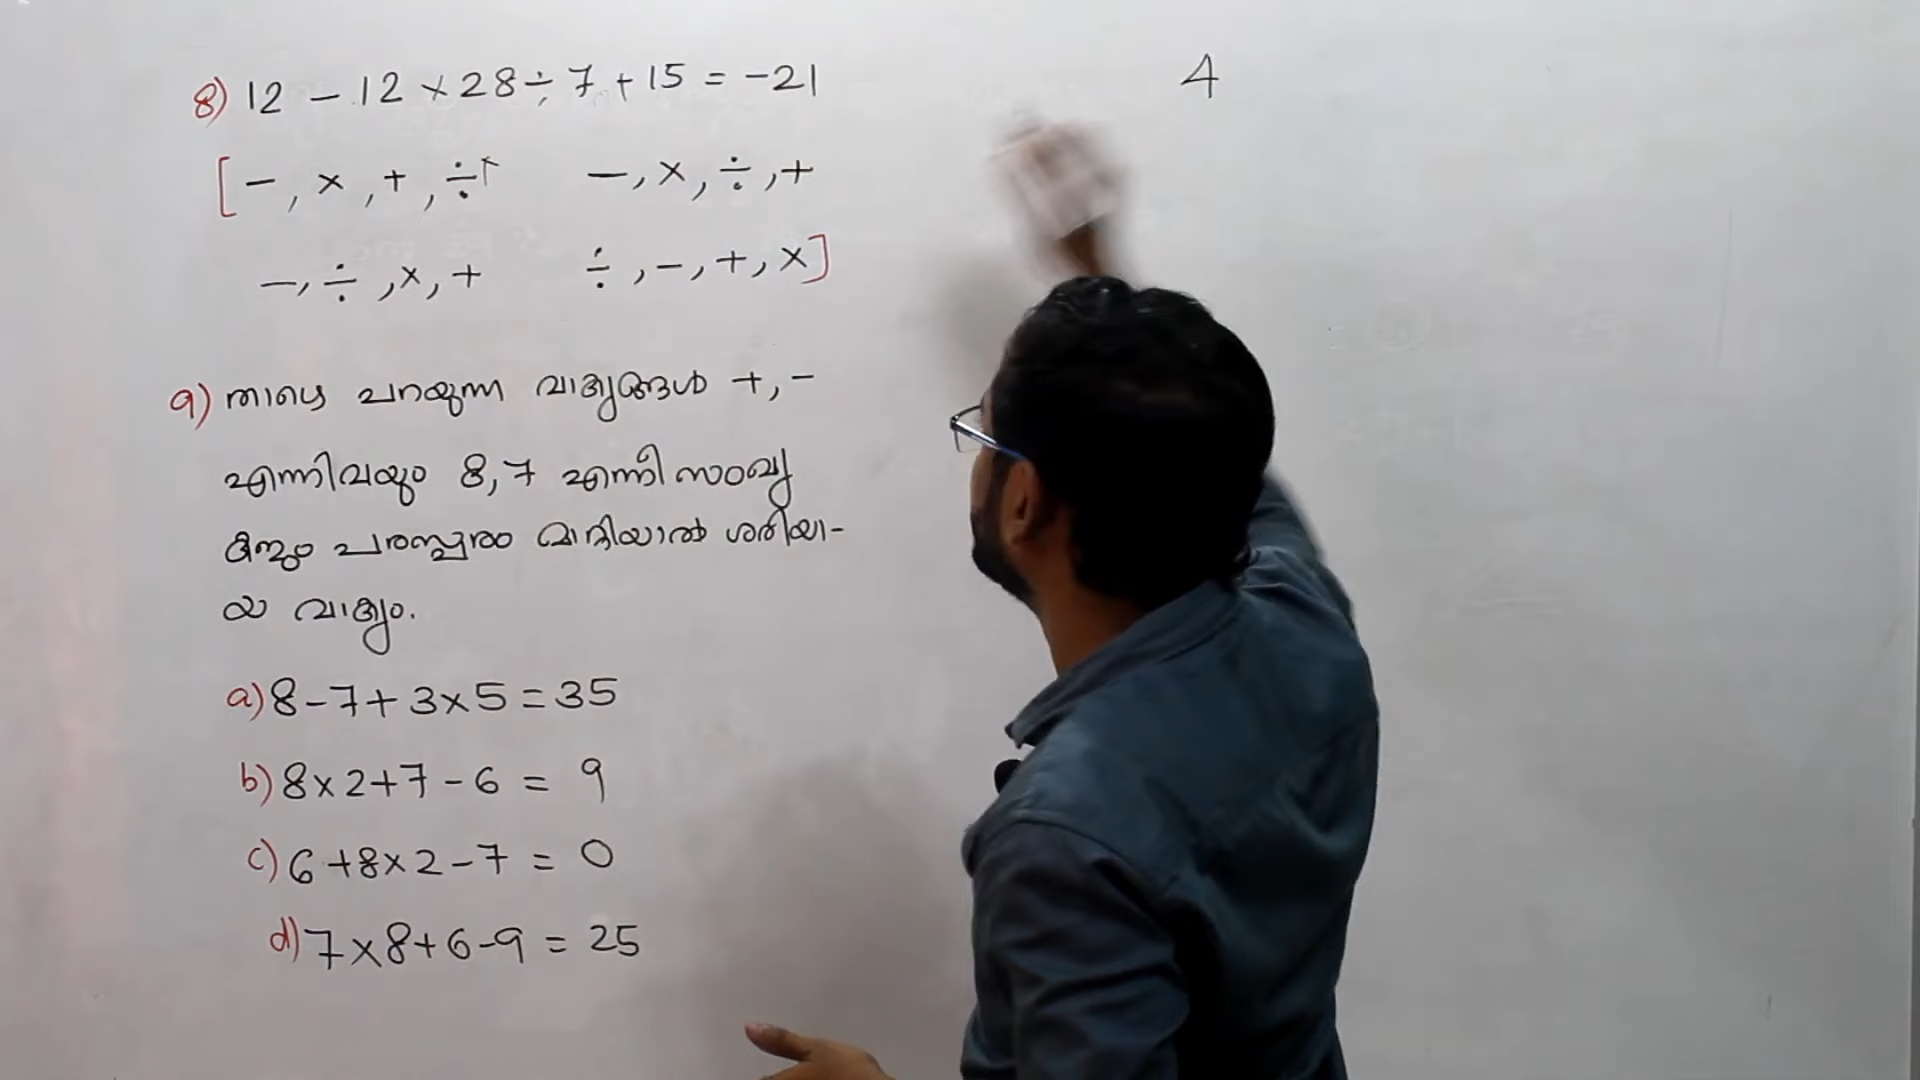 8) 12 - 12 × 28 ÷ 7 + 15 = -21
4
[ - , × , + , ÷ - , × , ÷ , +
- , ÷ , × , + ÷ , - , + , × ]
9) താഴെ പറയുന്ന വാക്യങ്ങൾ +, -
എന്നിവയും 8, 7 എന്നീ സംഖ്യ
കളും പരസ്പരം മാറ്റിയാൽ ശരിയാ-
യ വാക്യം.
a) 8 - 7 + 3 × 5 = 35
b) 8 × 2 + 7 - 6 = 9
c) 6 + 8 × 2 - 7 = 0
d) 7 × 8 + 6 - 9 = 25